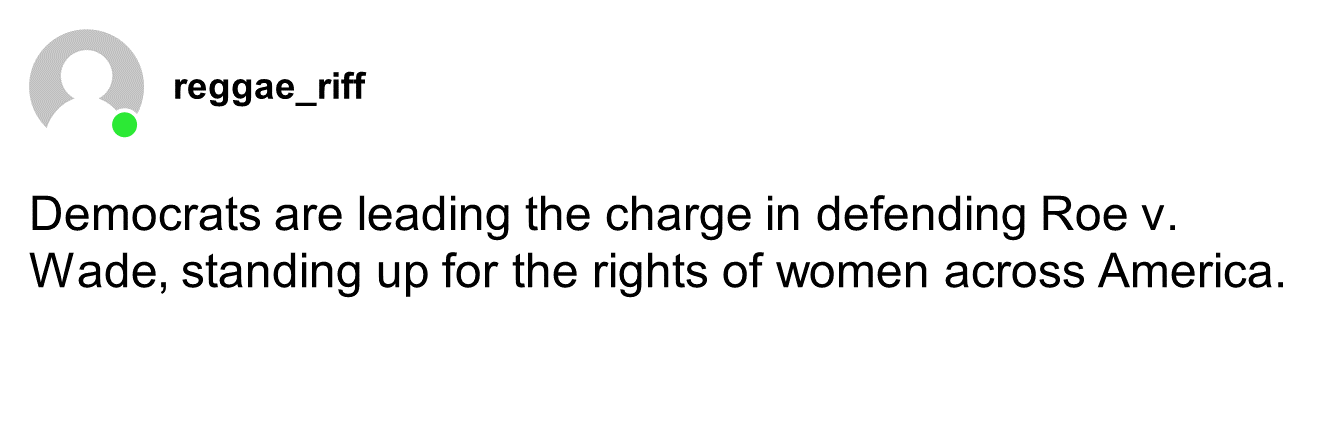 reggae_riff
Democrats are leading the charge in defending Roe v.
Wade, standing up for the rights of women across America.